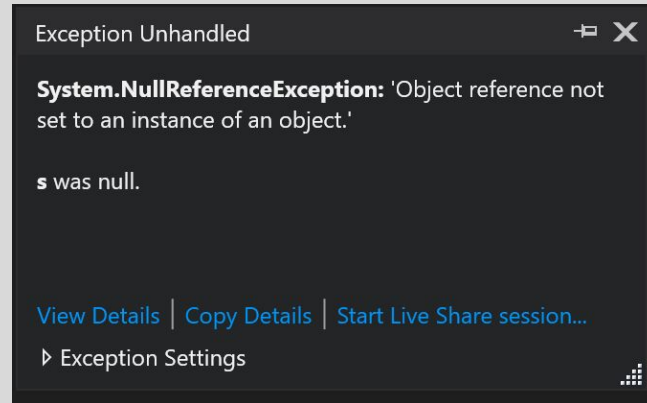 Exception Unhandled
System.NullReferenceException: 'Object reference not
set to an instance of an object.'
s was null.
View Details | Copy Details | Start Live Share session...
Exception Settings